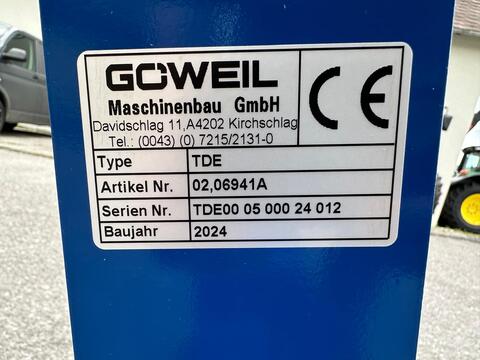 GÖWEIL
Maschinenbau GmbH
Davidschlag 11,A4202 Kirchschlag
Tel.: (0043) (0) 7215/2131-0
CE
Type TDE
Artikel Nr. 02,06941A
Serien Nr. TDE00 05 000 24 012
Baujahr 2024